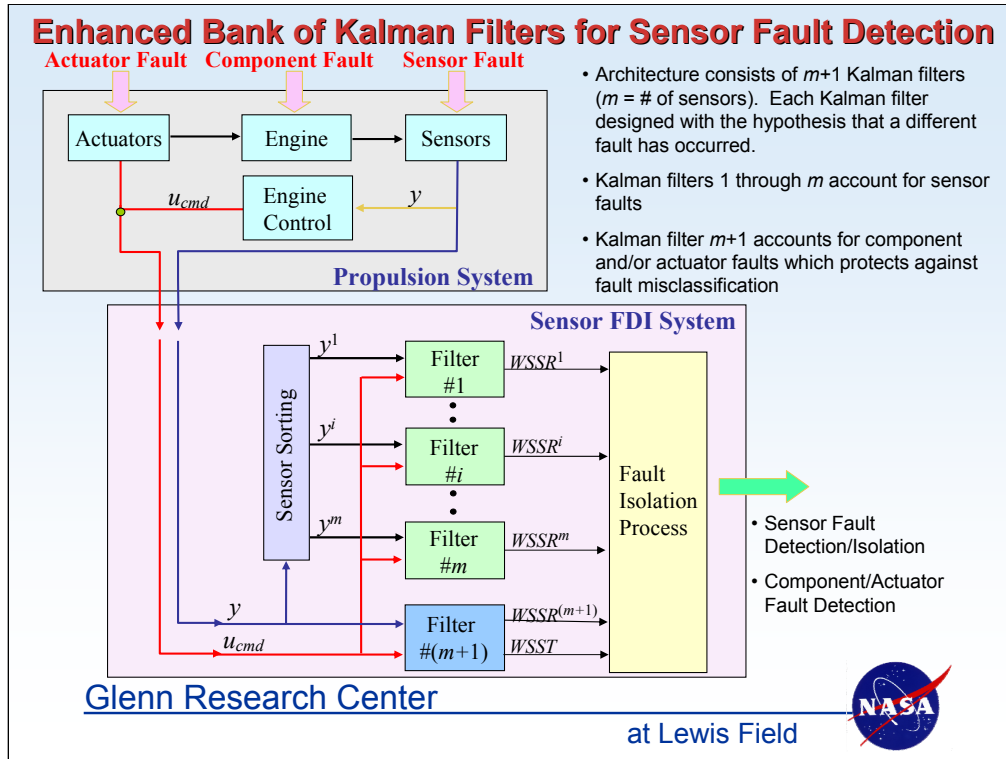 Enhanced Bank of Kalman Filters for Sensor Fault Detection
Actuator Fault
Component Fault
Sensor Fault
Actuators
Engine
Sensors
u_cmd
Engine
Control
y
Propulsion System
• Architecture consists of m+1 Kalman filters
(m = # of sensors). Each Kalman filter
designed with the hypothesis that a different
fault has occurred.
• Kalman filters 1 through m account for sensor
faults
• Kalman filter m+1 accounts for component
and/or actuator faults which protects against
fault misclassification
Sensor FDI System
Sensor Sorting
y^1
Filter
#1
WSSR^1
y^i
Filter
#i
WSSR^i
y^m
Filter
#m
WSSR^m
y
u_cmd
Filter
#(m+1)
WSSR^(m+1)
WSST
Fault
Isolation
Process
• Sensor Fault
Detection/Isolation
• Component/Actuator
Fault Detection
Glenn Research Center
at Lewis Field
NASA